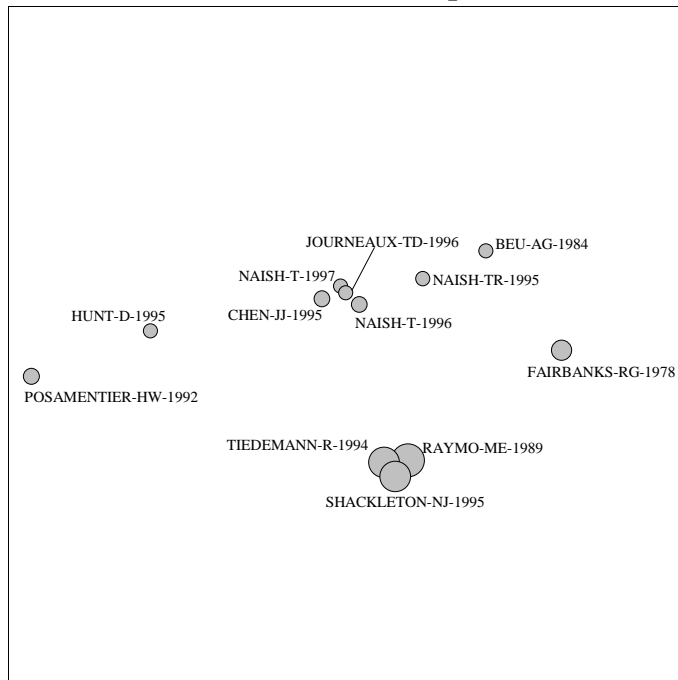 JOURNEAUX-TD-1996
BEU-AG-1984
NAISH-T-1997
NAISH-TR-1995
CHEN-JJ-1995
HUNT-D-1995
NAISH-T-1996
FAIRBANKS-RG-1978
POSAMENTIER-HW-1992
TIEDEMANN-R-1994
RAYMO-ME-1989
SHACKLETON-NJ-1995